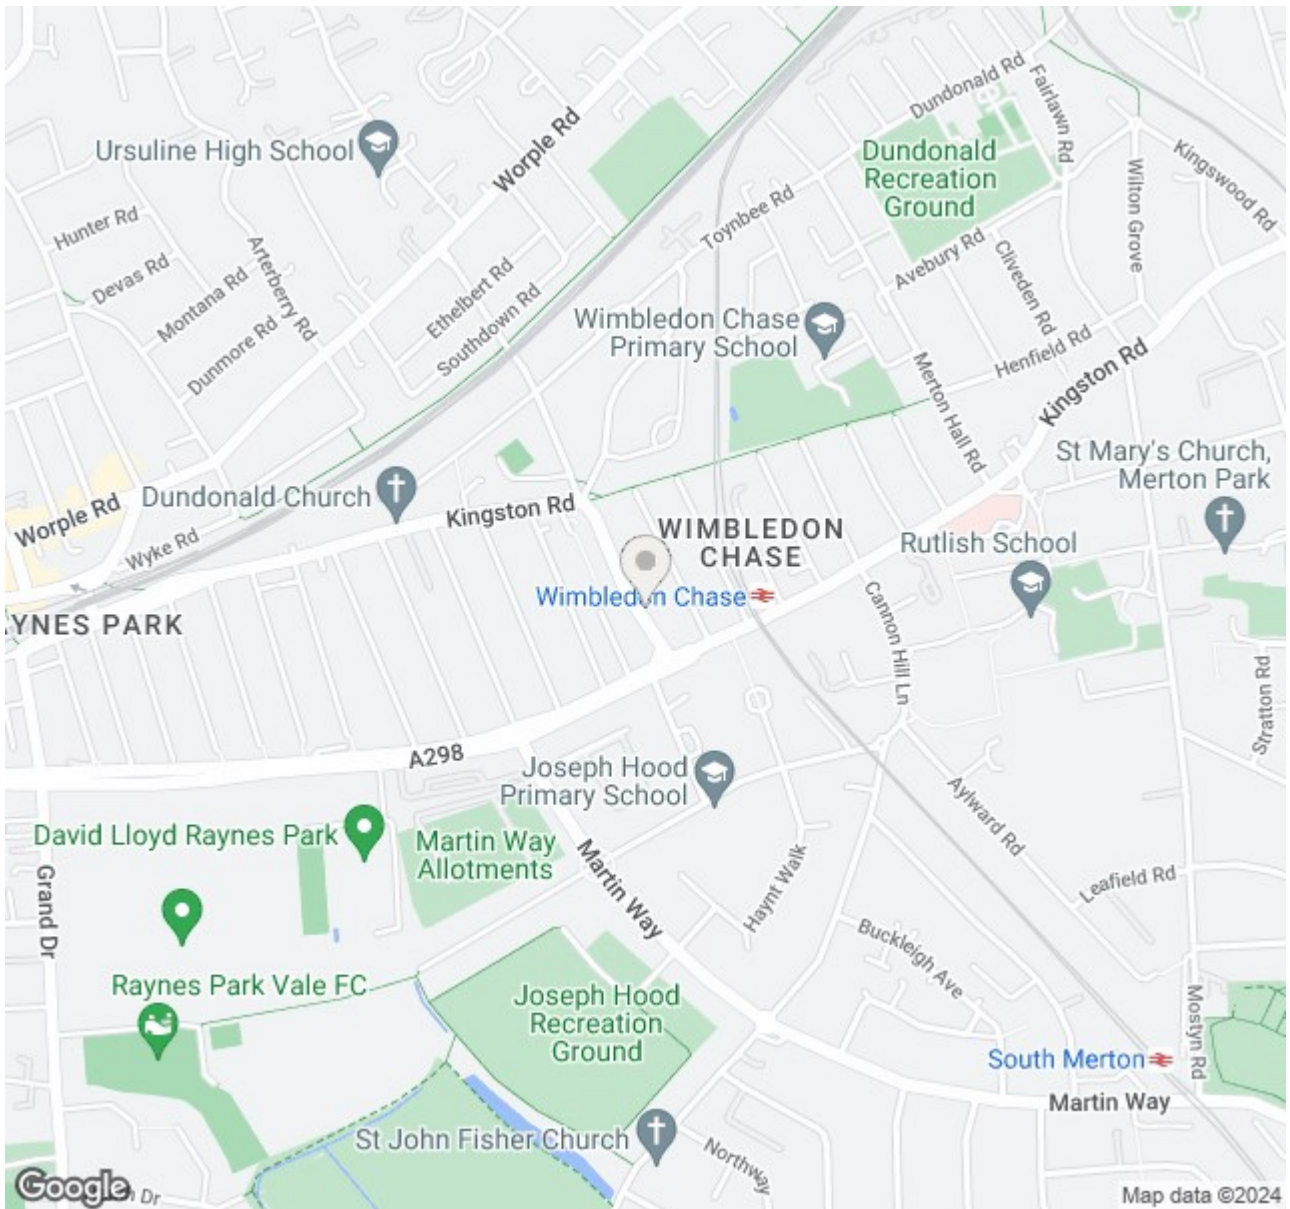 Dundonald Rd
Fairlawn Rd
Worple Rd
Ursuline High School
Dundonald
Recreation
Ground
Kingswood Rd
Wilton Grove
Hunter Rd
Toynbee Rd
Arterberry Rd
Devas Rd
Avebury Rd
Cliveden Rd
Montana Rd
Ethelbert Rd
Southdown Rd
Dunmore Rd
Wimbledon Chase
Primary School
Henfield Rd
Merton Hall Rd
Kingston Rd
St Mary's Church,
Merton Park
Worple Rd
Dundonald Church
Kingston Rd
WIMBLEDON
CHASE
Wyke Rd
Rutlish School
Wimbledon Chase
YNES PARK
Cannon Hill Ln
Stratton Rd
A298
Joseph Hood
Primary School
Aylward Rd
David Lloyd Raynes Park
Martin Way
Allotments
Martin Way
Haynt Walk
Leafield Rd
Grand Dr
Buckleigh Ave
Raynes Park Vale FC
Joseph Hood
Recreation
Ground
Mostyn Rd
South Merton
Martin Way
St John Fisher Church
Northway
Google
Dr
Map data ©2024